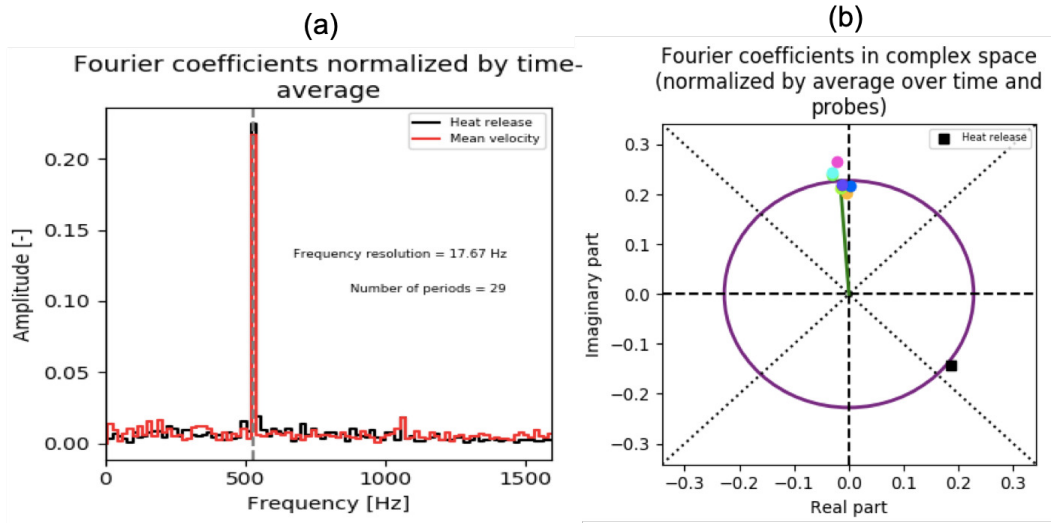 (a)
Fourier coefficients normalized by time-
average
Heat release
Mean velocity
Frequency resolution = 17.67 Hz
Number of periods = 29
Amplitude [-]
0.20
0.15
0.10
0.05
0.00
0
500
1000
1500
Frequency [Hz]
(b)
Fourier coefficients in complex space
(normalized by average over time and
probes)
Heat release
Imaginary part
0.3
0.2
0.1
0.0
−0.1
−0.2
−0.3
−0.3
−0.2
−0.1
0.0
0.1
0.2
0.3
Real part